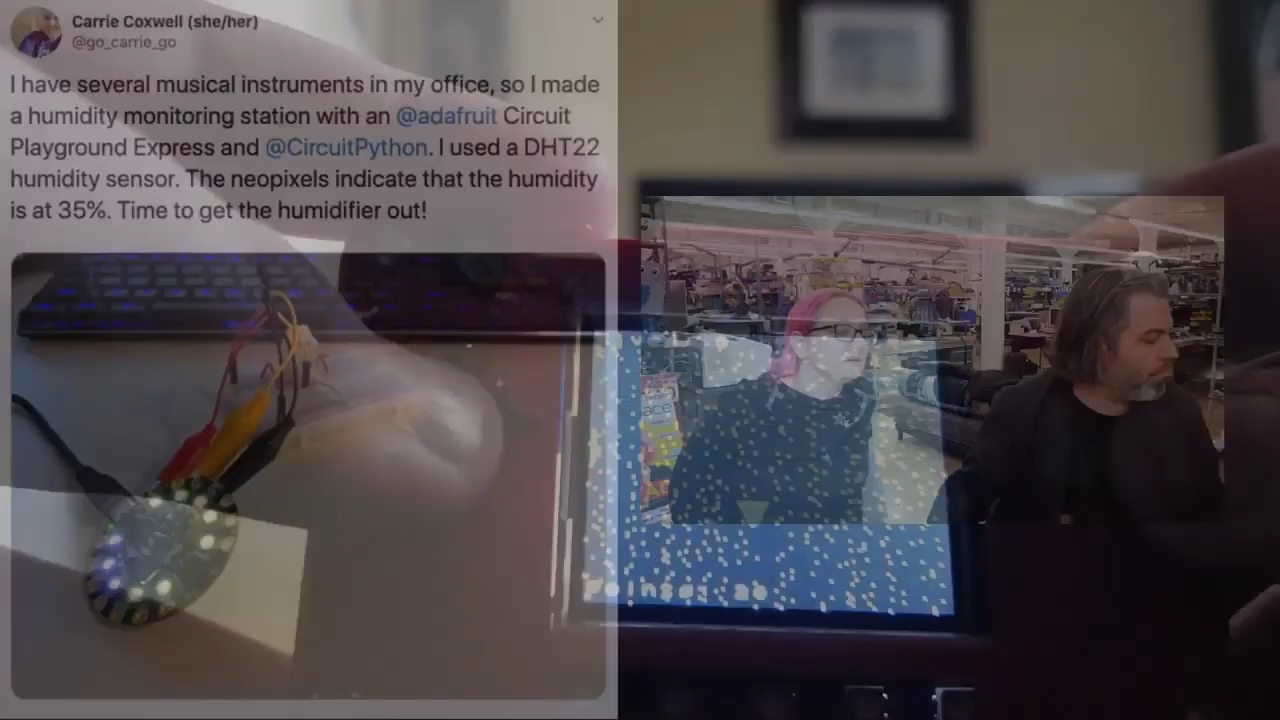 Carrie Coxwell (she/her)
@go_carrie_go
I have several musical instruments in my office, so I made
a humidity monitoring station with an @adafruit Circuit
Playground Express and @CircuitPython. I used a DHT22
humidity sensor. The neopixels indicate that the humidity
is at 35%. Time to get the humidifier out!
ace